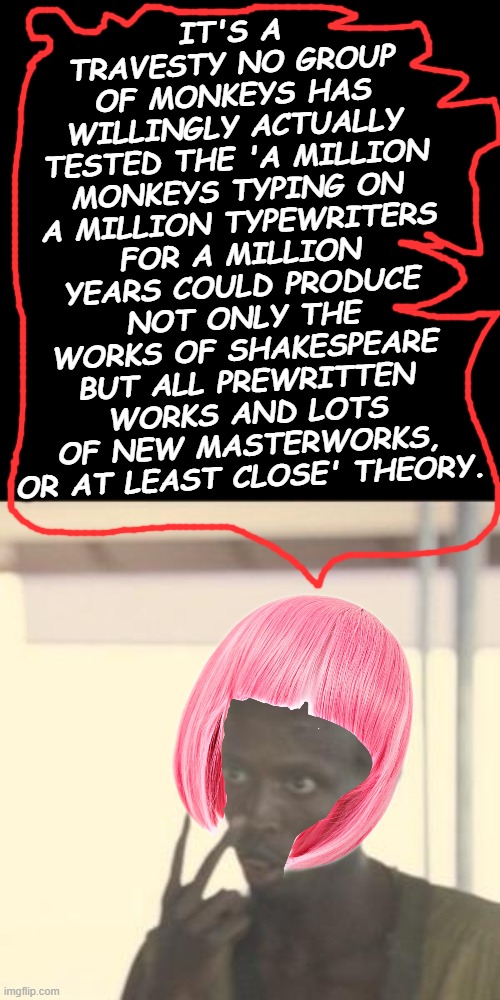 IT'S A
TRAVESTY NO GROUP
OF MONKEYS HAS
WILLINGLY ACTUALLY
TESTED THE 'A MILLION
MONKEYS TYPING ON
A MILLION TYPEWRITERS
FOR A MILLION
YEARS COULD PRODUCE
NOT ONLY THE
WORKS OF SHAKESPEARE
BUT ALL PREWRITTEN
WORKS AND LOTS
OF NEW MASTERWORKS,
OR AT LEAST CLOSE' THEORY.
imgflip.com